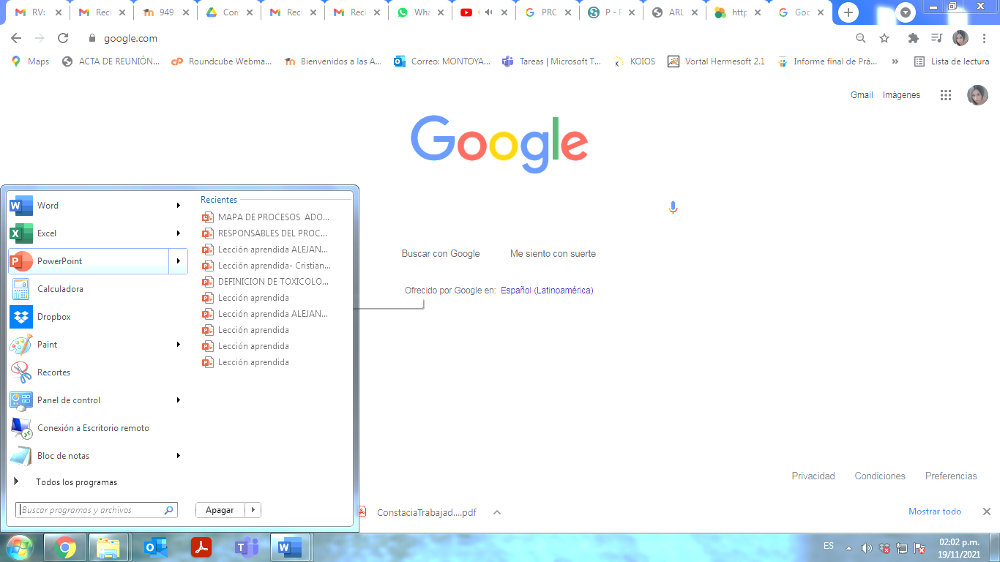 RV:
Reci
Reci
949
Con
Reci
Reci
Wha
PRC
P - F
ARL
http
Goo
google.com
Maps
ACTA DE REUNIÓN...
Roundcube Webma...
Bienvenidos a las A...
Correo: MONTOYA...
Tareas | Microsoft T...
KOIOS
Vortal Hermesoft 2.1
Informe final de Prá...
»
Lista de lectura
Gmail
Imágenes
Google
Buscar con Google
Me siento con suerte
Ofrecido por Google en: Español (Latinoamérica)
Word
Excel
PowerPoint
Calculadora
Dropbox
Paint
Recortes
Panel de control
Conexión a Escritorio remoto
Bloc de notas
Todos los programas
Buscar programas y archivos
Apagar
Recientes
MAPA DE PROCESOS ADO...
RESPONSABLES DEL PROC...
Lección aprendida ALEJAN...
Lección aprendida- Cristian...
DEFINICION DE TOXICOLO...
Lección aprendida
Lección aprendida ALEJAN...
Lección aprendida
Lección aprendida
Lección aprendida
Privacidad
Condiciones
Preferencias
ConstaciaTrabajad....pdf
Mostrar todo
ES
02:02 p.m.
19/11/2021